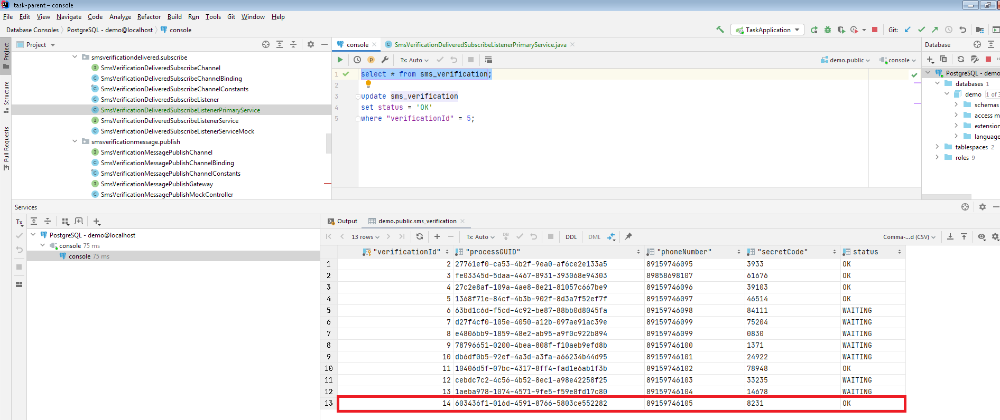 task-parent – console
File Edit View Navigate Code Analyze Refactor Build Run Tools Git Window Help
Database Consoles PostgreSQL - demo@localhost console
TaskApplication Git:
Project
Structure
Pull Requests
Project
smsverificationdelivered.subscribe
SmsVerificationDeliveredSubscribeChannel
SmsVerificationDeliveredSubscribeChannelBinding
SmsVerificationDeliveredSubscribeChannelConstants
SmsVerificationDeliveredSubscribeListener
SmsVerificationDeliveredSubscribeListenerPrimaryService
SmsVerificationDeliveredSubscribeListenerService
SmsVerificationDeliveredSubscribeListenerServiceMock
smsverificationmessage.publish
SmsVerificationMessagePublishChannel
SmsVerificationMessagePublishChannelBinding
SmsVerificationMessagePublishChannelConstants
SmsVerificationMessagePublishGateway
SmsVerificationMessagePublishMockController
console SmsVerificationDeliveredSubscribeListenerPrimaryService.java
Tx: Auto demo.public console
1 select * from sms_verification;
2
3 update sms_verification
4 set status = 'OK'
5 where "verificationId" = 5;
Database
PostgreSQL - demo
databases 1
demo 1 of 3
schemas
access m
extension
language
tablespaces 2
roles 9
Services
Tx
PostgreSQL - demo@localhost
console 75 ms
console 75 ms
Output demo.public.sms_verification
13 rows Tx: Auto DB DDL DML Comma-...d (CSV)
"verificationId" "processGUID" "phoneNumber" "secretCode" status
1 2 27761ef0-ca53-4b2f-9ea0-af6ce2e133a5 89159746095 3933 OK
2 3 fe03345d-5daa-4467-8931-393068e94303 89858698107 61676 OK
3 4 27c2e8af-109a-4ae8-8e21-81057c667be9 89159746096 39103 OK
4 5 1368f71e-84cf-4b3b-902f-8d3a7f52ef7f 89159746097 46514 OK
5 6 63bd1c6d-f5cd-4c92-be87-88bb0d8045fa 89159746098 84111 WAITING
6 7 d27f4cf0-105e-4050-a12b-097ae91ac39e 89159746099 75204 WAITING
7 8 e4806bb9-1859-48e2-ab95-a9f0c922b894 89159746099 0830 WAITING
8 9 78796651-0200-4bea-808f-f10aeb9efd8b 89159746100 1371 WAITING
9 10 db6df0b5-92ef-4a3d-a3fa-a66234b44d95 89159746101 24922 WAITING
10 11 10406d5f-07bc-4317-8ff4-fad1e6ab1f3b 89159746102 78948 OK
11 12 cebdc7c2-4c56-4b52-8ec1-a98e42258f25 89159746103 33235 WAITING
12 13 1aeba978-1074-4571-9fe5-f59e8fd17c80 89159746104 14678 WAITING
13 14 603436f1-016d-4591-8766-5803ce552282 89159746105 8231 OK